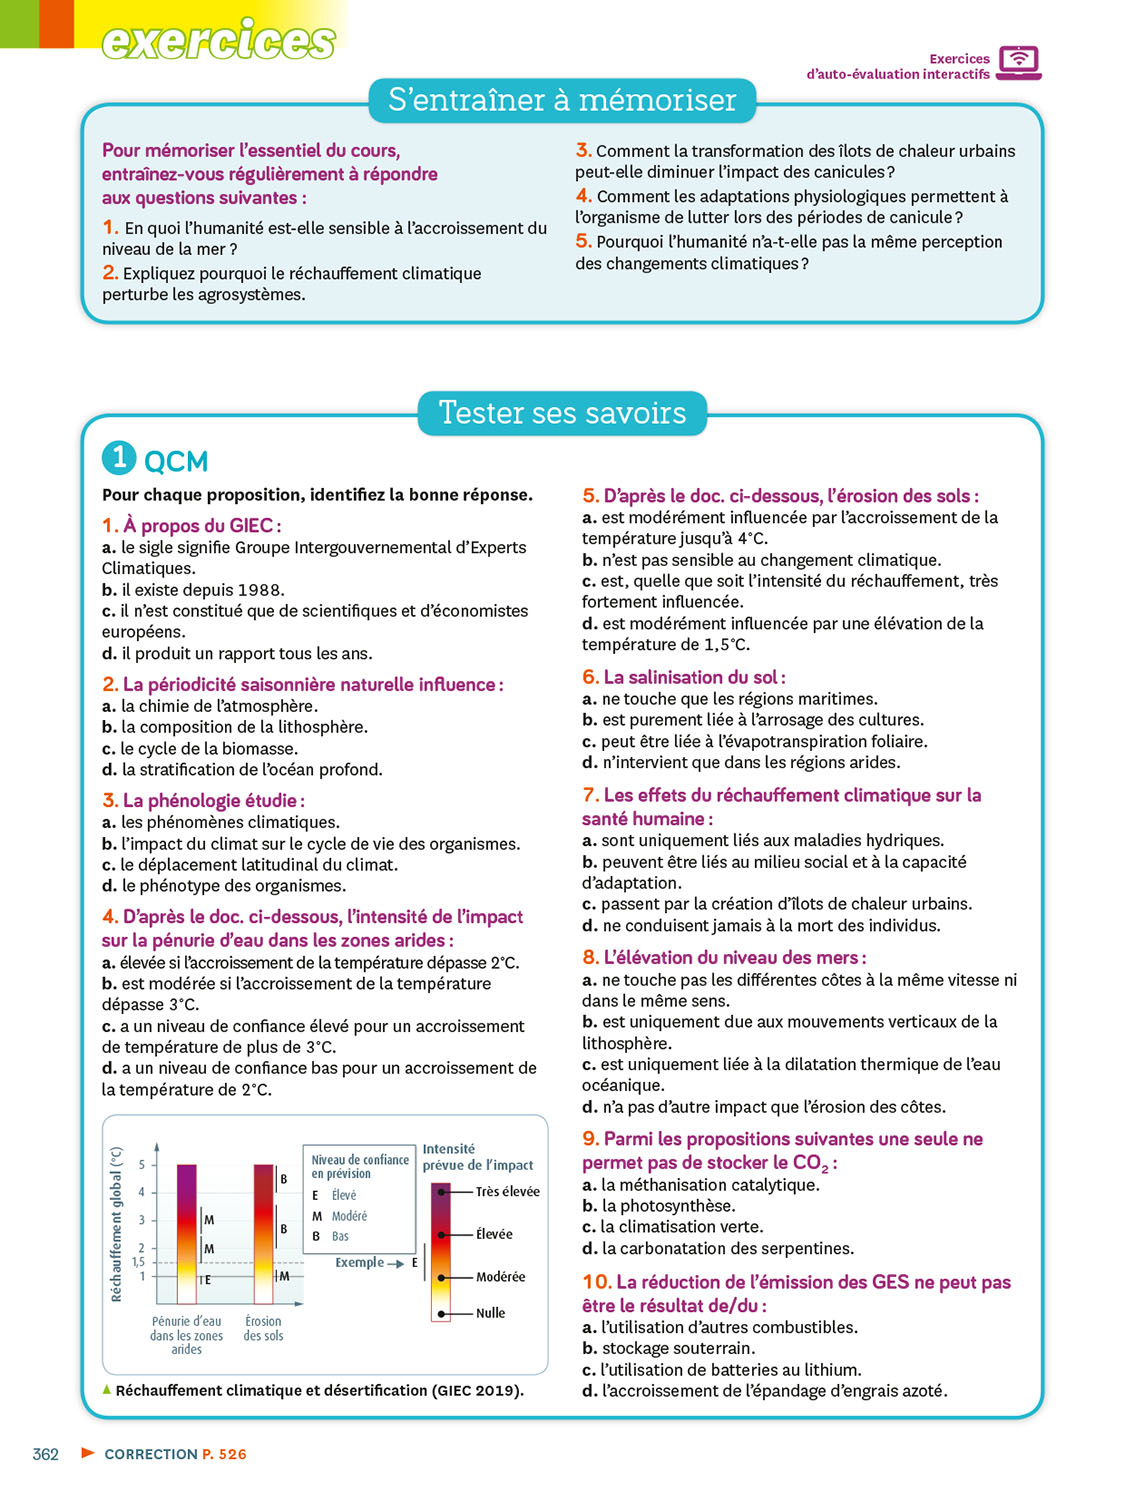 exercices
Exercices
d'auto-évaluation interactifs
S'entraîner à mémoriser
Pour mémoriser l'essentiel du cours,
entraînez-vous régulièrement à répondre
aux questions suivantes :
1. En quoi l'humanité est-elle sensible à l'accroissement du
niveau de la mer ?
2. Expliquez pourquoi le réchauffement climatique
perturbe les agrosystèmes.
3. Comment la transformation des îlots de chaleur urbains
peut-elle diminuer l'impact des canicules ?
4. Comment les adaptations physiologiques permettent à
l'organisme de lutter lors des périodes de canicule ?
5. Pourquoi l'humanité n'a-t-elle pas la même perception
des changements climatiques ?
Tester ses savoirs
1 QCM
Pour chaque proposition, identifiez la bonne réponse.
1. À propos du GIEC :
a. le sigle signifie Groupe Intergouvernemental d'Experts
Climatiques.
b. il existe depuis 1988.
c. il n'est constitué que de scientifiques et d'économistes
européens.
d. il produit un rapport tous les ans.
2. La périodicité saisonnière naturelle influence :
a. la chimie de l'atmosphère.
b. la composition de la lithosphère.
c. le cycle de la biomasse.
d. la stratification de l'océan profond.
3. La phénologie étudie :
a. les phénomènes climatiques.
b. l'impact du climat sur le cycle de vie des organismes.
c. le déplacement latitudinal du climat.
d. le phénotype des organismes.
4. D'après le doc. ci-dessous, l'intensité de l'impact
sur la pénurie d'eau dans les zones arides :
a. élevée si l'accroissement de la température dépasse 2°C.
b. est modérée si l'accroissement de la température
dépasse 3°C.
c. a un niveau de confiance élevé pour un accroissement
de température de plus de 3°C.
d. a un niveau de confiance bas pour un accroissement de
la température de 2°C.
Réchauffement global (°C)
5
4
3
2
1,5
1
M
M
E
B
B
M
Pénurie d'eau
dans les zones
arides
Érosion
des sols
Niveau de confiance
en prévision
E Élevé
M Modéré
B Bas
Exemple
E
Intensité
prévue de l'impact
Très élevée
Élevée
Modérée
Nulle
Réchauffement climatique et désertification (GIEC 2019).
5. D'après le doc. ci-dessous, l'érosion des sols :
a. est modérément influencée par l'accroissement de la
température jusqu'à 4°C.
b. n'est pas sensible au changement climatique.
c. est, quelle que soit l'intensité du réchauffement, très
fortement influencée.
d. est modérément influencée par une élévation de la
température de 1,5°C.
6. La salinisation du sol :
a. ne touche que les régions maritimes.
b. est purement liée à l'arrosage des cultures.
c. peut être liée à l'évapotranspiration foliaire.
d. n'intervient que dans les régions arides.
7. Les effets du réchauffement climatique sur la
santé humaine :
a. sont uniquement liés aux maladies hydriques.
b. peuvent être liés au milieu social et à la capacité
d'adaptation.
c. passent par la création d'îlots de chaleur urbains.
d. ne conduisent jamais à la mort des individus.
8. L'élévation du niveau des mers :
a. ne touche pas les différentes côtes à la même vitesse ni
dans le même sens.
b. est uniquement due aux mouvements verticaux de la
lithosphère.
c. est uniquement liée à la dilatation thermique de l'eau
océanique.
d. n'a pas d'autre impact que l'érosion des côtes.
9. Parmi les propositions suivantes une seule ne
permet pas de stocker le CO₂ :
a. la méthanisation catalytique.
b. la photosynthèse.
c. la climatisation verte.
d. la carbonatation des serpentines.
10. La réduction de l'émission des GES ne peut pas
être le résultat de/du :
a. l'utilisation d'autres combustibles.
b. stockage souterrain.
c. l'utilisation de batteries au lithium.
d. l'accroissement de l'épandage d'engrais azoté.
362
CORRECTION P. 526